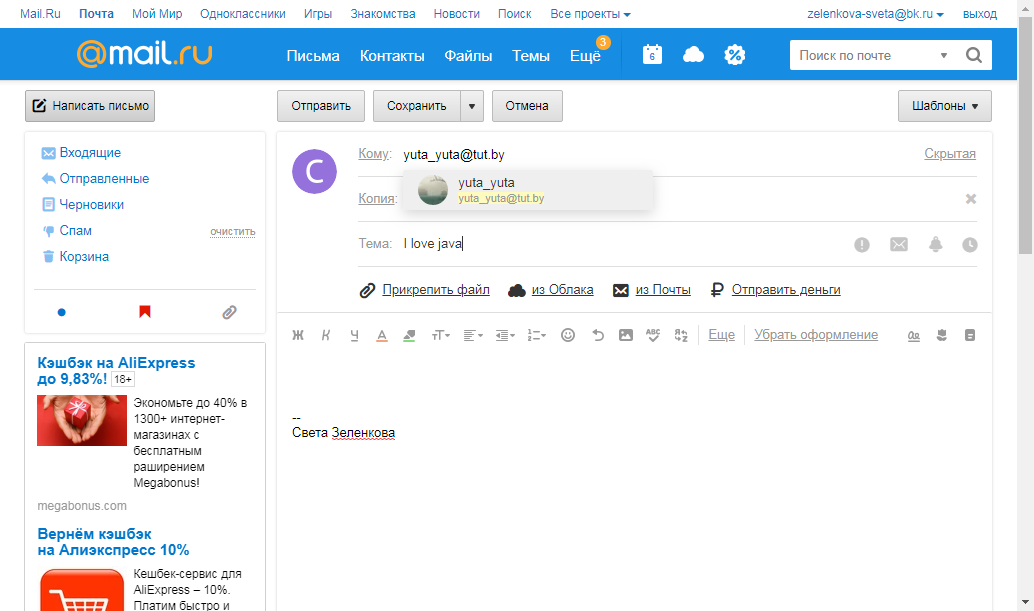 Mail.Ru Почта Мой Мир Одноклассники Игры Знакомства Новости Поиск Все проекты zelenkova-sveta@bk.ru выход
@mail.ru Письма Контакты Файлы Темы Ещё 3 6 % Поиск по почте
Написать письмо Отправить Сохранить Отмена Шаблоны
Входящие
Отправленные
Черновики
Спам очистить
Корзина
С
Кому: yuta_yuta@tut.by Скрытая
yuta_yuta
yuta_yuta@tut.by
Копия:
Тема: I love java
Прикрепить файл из Облака из Почты Отправить деньги
Ж К Ч А тТ ABC Еще Убрать оформление
--
Света Зеленкова
Кэшбэк на AliExpress
до 9,83%! 18+
Экономьте до 40% в
1300+ интернет-
магазинах с
бесплатным
раширением
Megabonus!
megabonus.com
Вернём кэшбэк
на Алиэкспресс 10%
Кешбек-сервис для
AliExpress – 10%.
Платим быстро и